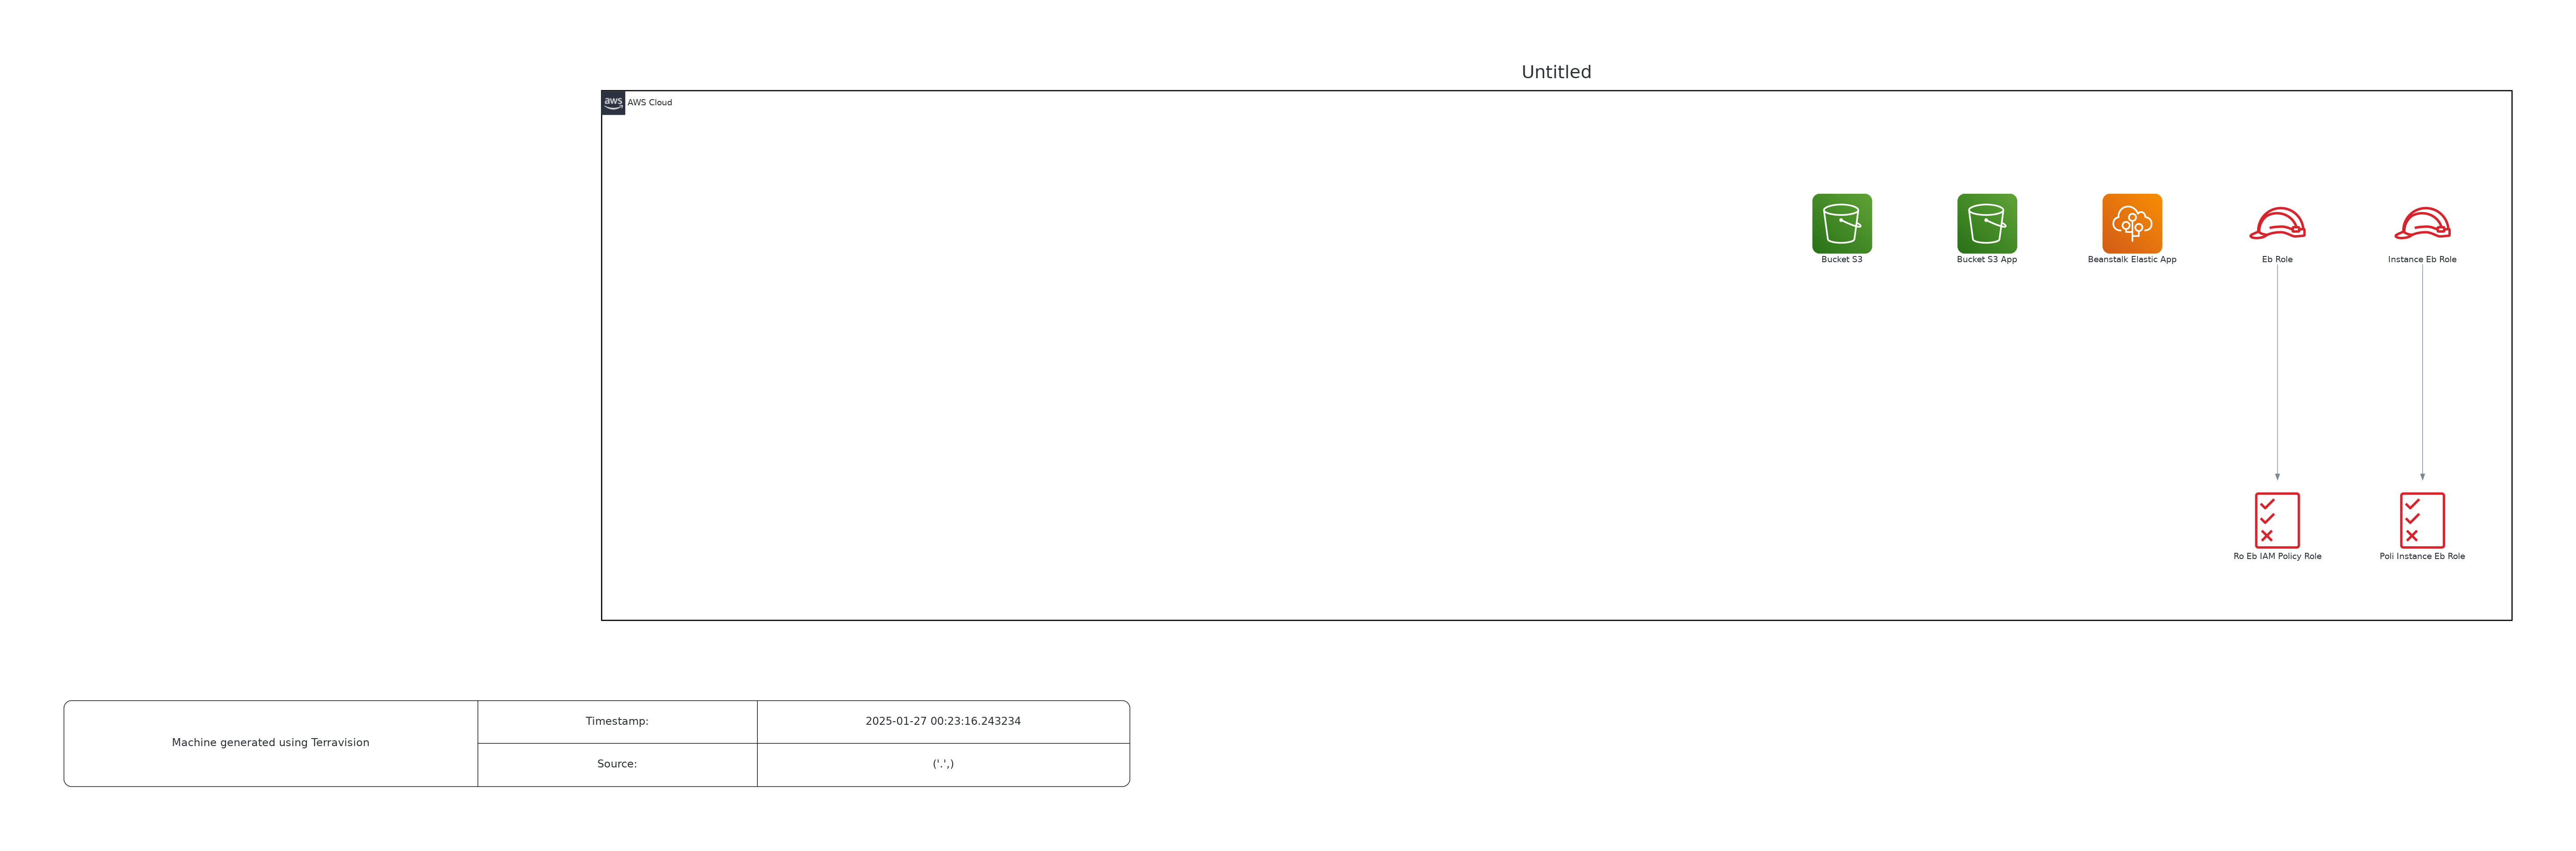 Untitled
aws
AWS Cloud
Bucket S3
Bucket S3 App
Beanstalk Elastic App
Eb Role
Instance Eb Role
Ro Eb IAM Policy Role
Poli Instance Eb Role
Machine generated using Terravision
Timestamp:
2025-01-27 00:23:16.243234
Source:
('.',)